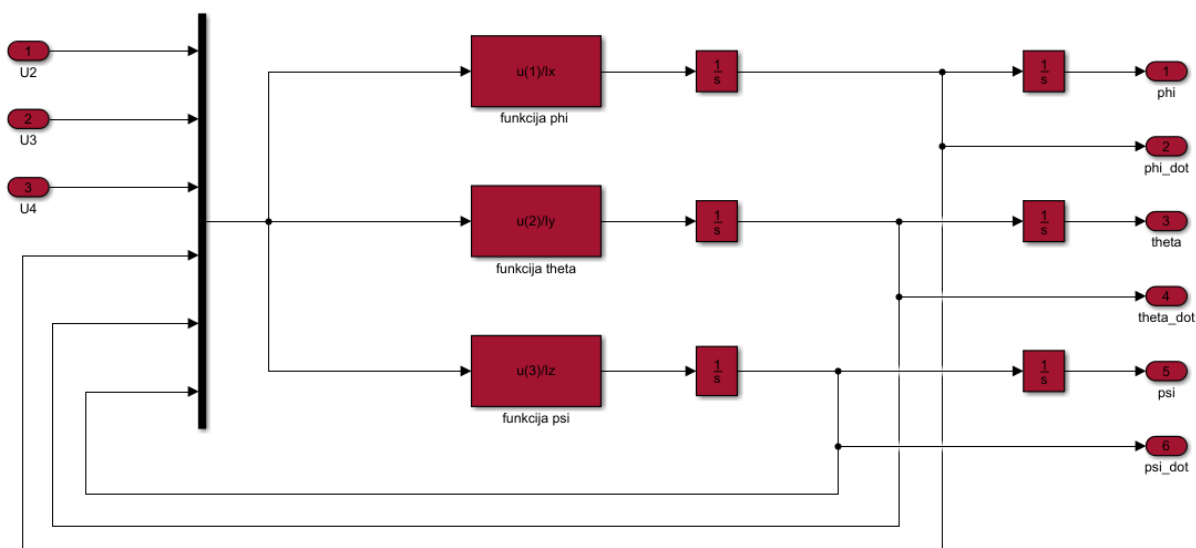 1
U2
2
U3
3
U4
u(1)/Ix
funkcija phi
1
s
1
s
1
phi
2
phi_dot
u(2)/Iy
funkcija theta
1
s
1
s
3
theta
4
theta_dot
u(3)/Iz
funkcija psi
1
s
1
s
5
psi
6
psi_dot